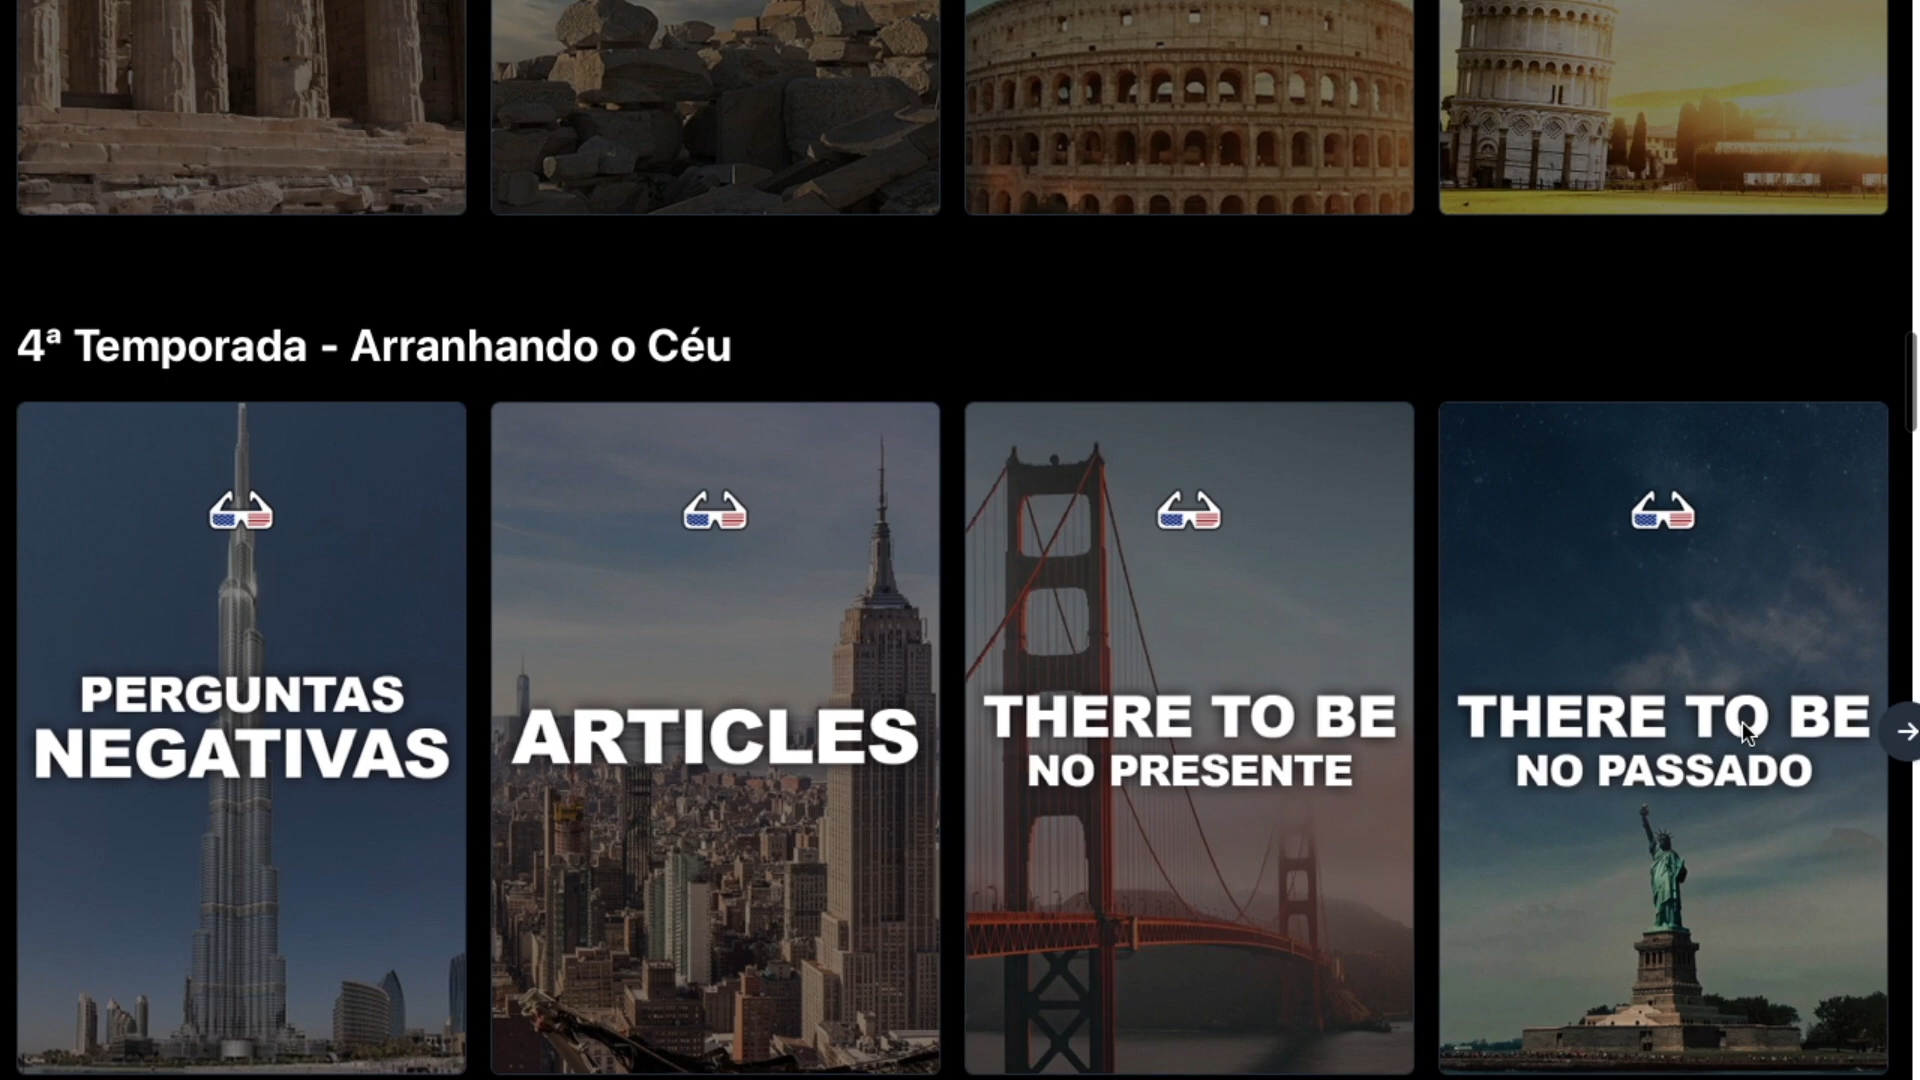 4ª Temporada - Arranhando o Céu
PERGUNTAS
NEGATIVAS
ARTICLES
THERE TO BE
NO PRESENTE
THERE TO BE
NO PASSADO